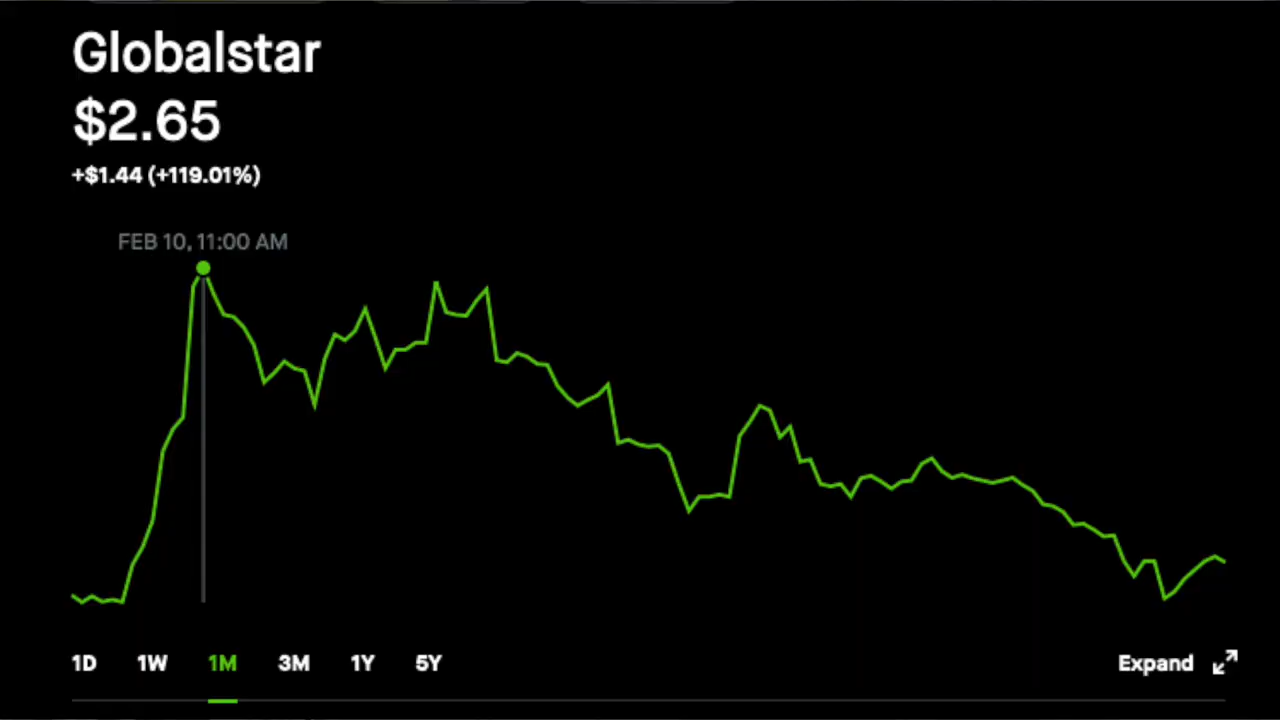 Globalstar
$2.65
+$1.44 (+119.01%)
FEB 10, 11:00 AM
1D 1W 1M 3M 1Y 5Y Expand